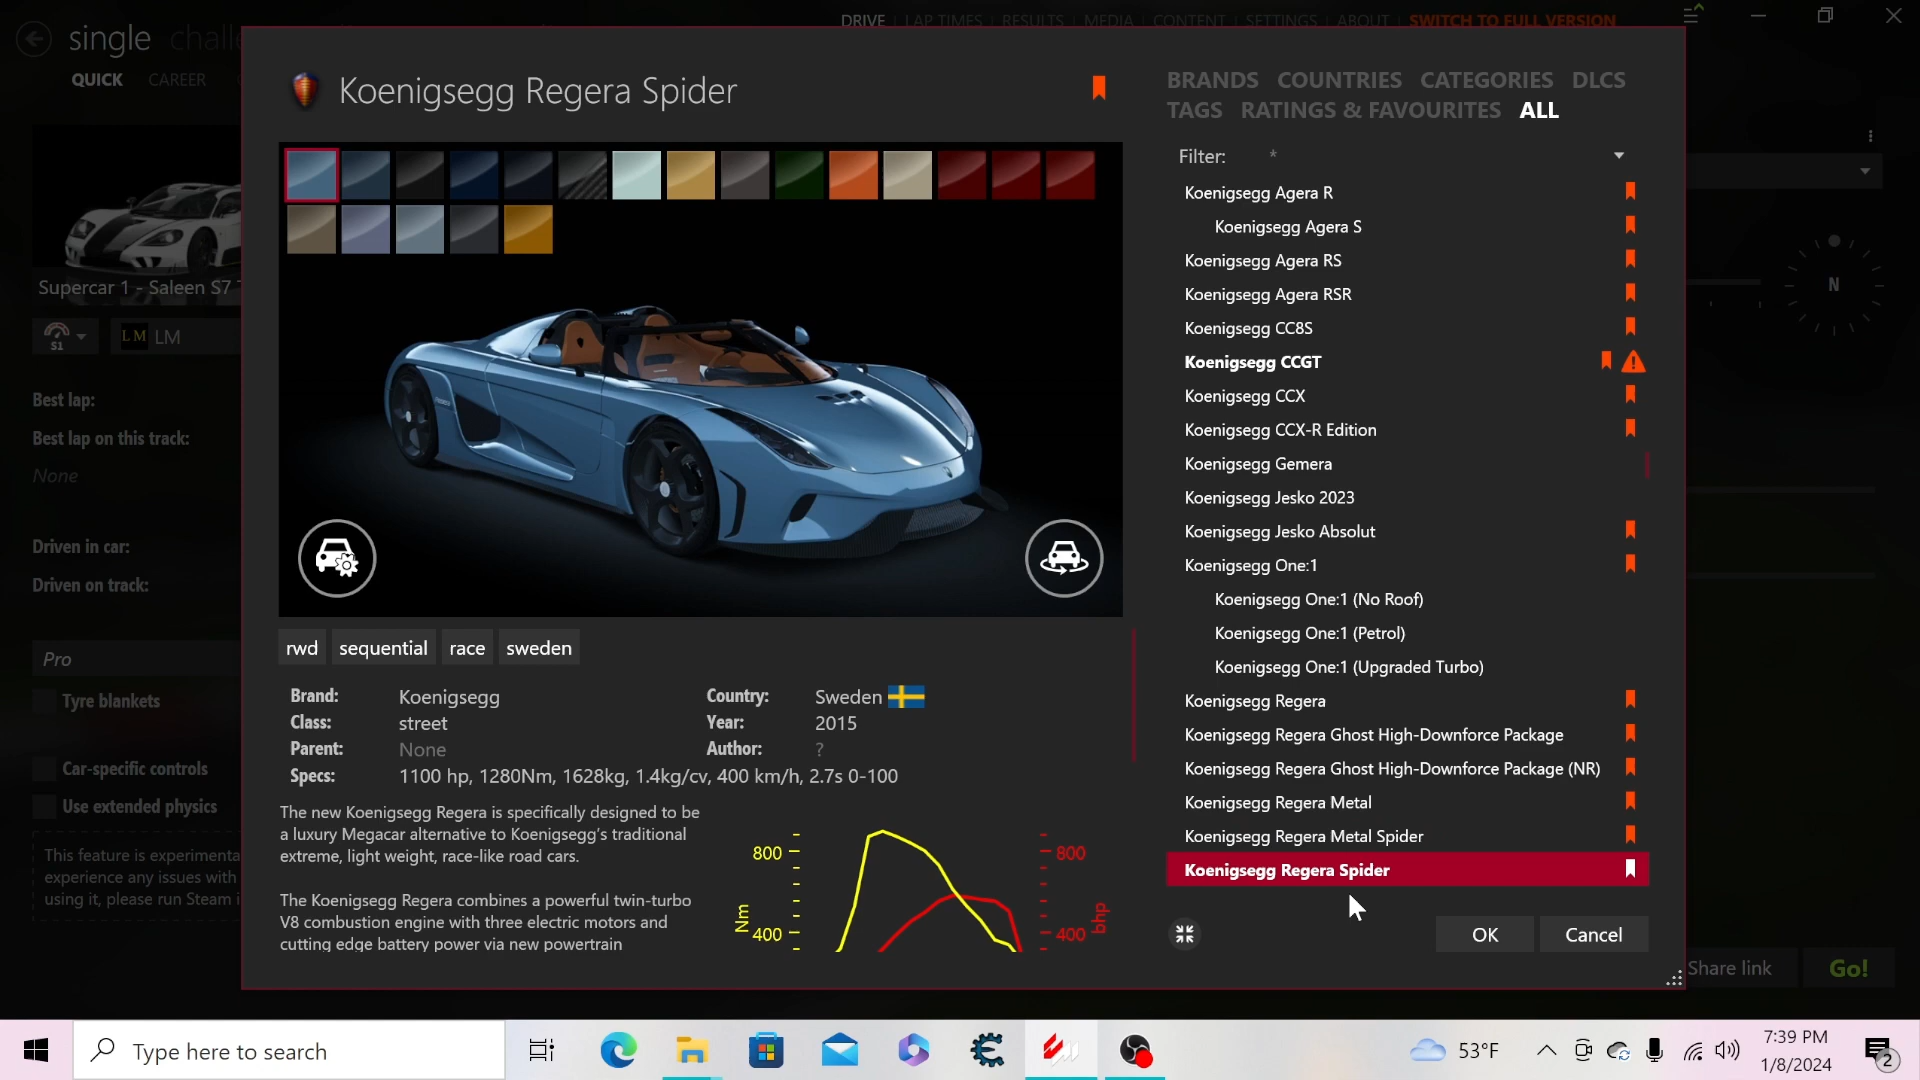 single challe
DRIVE | LAP TIMES | RESULTS | MEDIA | CONTENT | SETTINGS | ABOUT | SWITCH TO FULL VERSION
QUICK CAREER
Koenigsegg Regera Spider
BRANDS COUNTRIES CATEGORIES DLCS
TAGS RATINGS & FAVOURITES ALL
Filter: *
Koenigsegg Agera R
Koenigsegg Agera S
Koenigsegg Agera RS
Koenigsegg Agera RSR
Koenigsegg CC8S
Koenigsegg CCGT
Koenigsegg CCX
Koenigsegg CCX-R Edition
Koenigsegg Gemera
Koenigsegg Jesko 2023
Koenigsegg Jesko Absolut
Koenigsegg One:1
Koenigsegg One:1 (No Roof)
Koenigsegg One:1 (Petrol)
Koenigsegg One:1 (Upgraded Turbo)
Koenigsegg Regera
Koenigsegg Regera Ghost High-Downforce Package
Koenigsegg Regera Ghost High-Downforce Package (NR)
Koenigsegg Regera Metal
Koenigsegg Regera Metal Spider
Koenigsegg Regera Spider
OK Cancel
Supercar 1 - Saleen S7 T
S1 LM LM
Best lap:
Best lap on this track:
None
Driven in car:
Driven on track:
Pro
Tyre blankets
Car-specific controls
Use extended physics
This feature is experimenta
experience any issues with
using it, please run Steam i
rwd sequential race sweden
Brand: Koenigsegg Country: Sweden
Class: street Year: 2015
Parent: None Author: ?
Specs: 1100 hp, 1280Nm, 1628kg, 1.4kg/cv, 400 km/h, 2.7s 0-100
The new Koenigsegg Regera is specifically designed to be
a luxury Megacar alternative to Koenigsegg's traditional
extreme, light weight, race-like road cars.
The Koenigsegg Regera combines a powerful twin-turbo
V8 combustion engine with three electric motors and
cutting edge battery power via new powertrain
800
400
Nm
800
400
bhp
N
Share link Go!
Type here to search
53°F
7:39 PM
1/8/2024
2